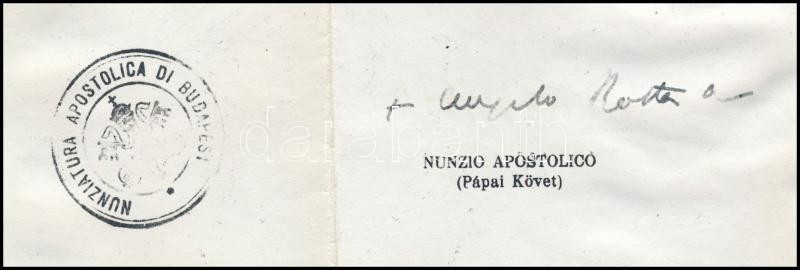 NUNZIATURA APOSTOLICA DI BUDAPEST
+ Angelo Rotta
NUNZIO APOSTOLICO
(Pápai Követ)
darabanth